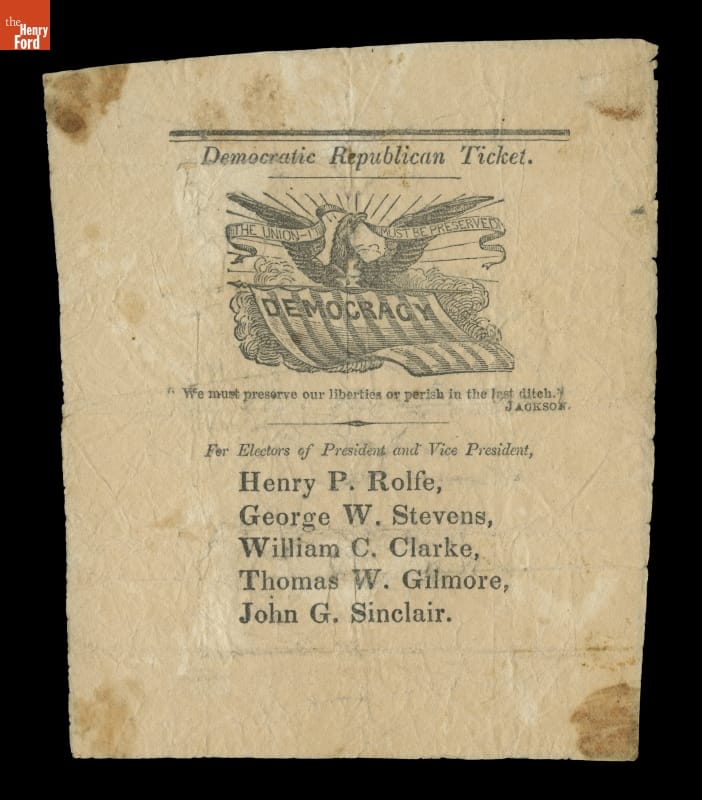 the
Henry
Ford
Democratic Republican Ticket.
THE UNION—IT MUST BE PRESERVED
DEMOCRACY
“We must preserve our liberties or perish in the last ditch.”
JACKSON.
For Electors of President and Vice President,
Henry P. Rolfe,
George W. Stevens,
William C. Clarke,
Thomas W. Gilmore,
John G. Sinclair.